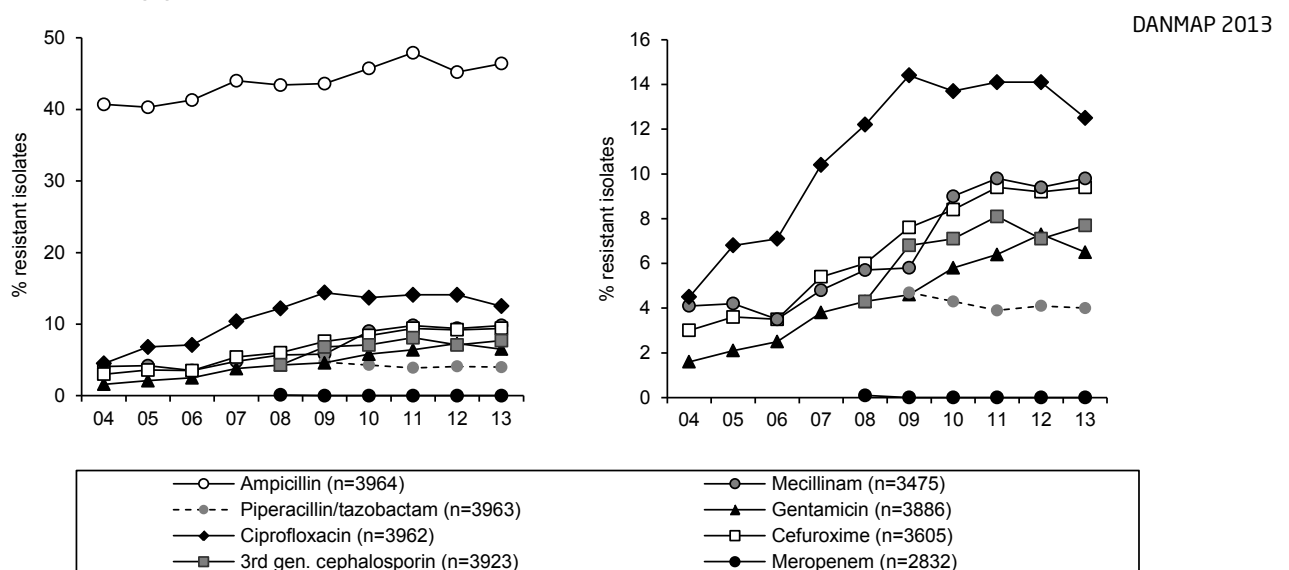 DANMAP 2013
% resistant isolates
50
40
30
20
10
0
04 05 06 07 08 09 10 11 12 13
% resistant isolates
16
14
12
10
8
6
4
2
0
04 05 06 07 08 09 10 11 12 13
Ampicillin (n=3964)
Mecillinam (n=3475)
Piperacillin/tazobactam (n=3963)
Gentamicin (n=3886)
Ciprofloxacin (n=3962)
Cefuroxime (n=3605)
3rd gen. cephalosporin (n=3923)
Meropenem (n=2832)